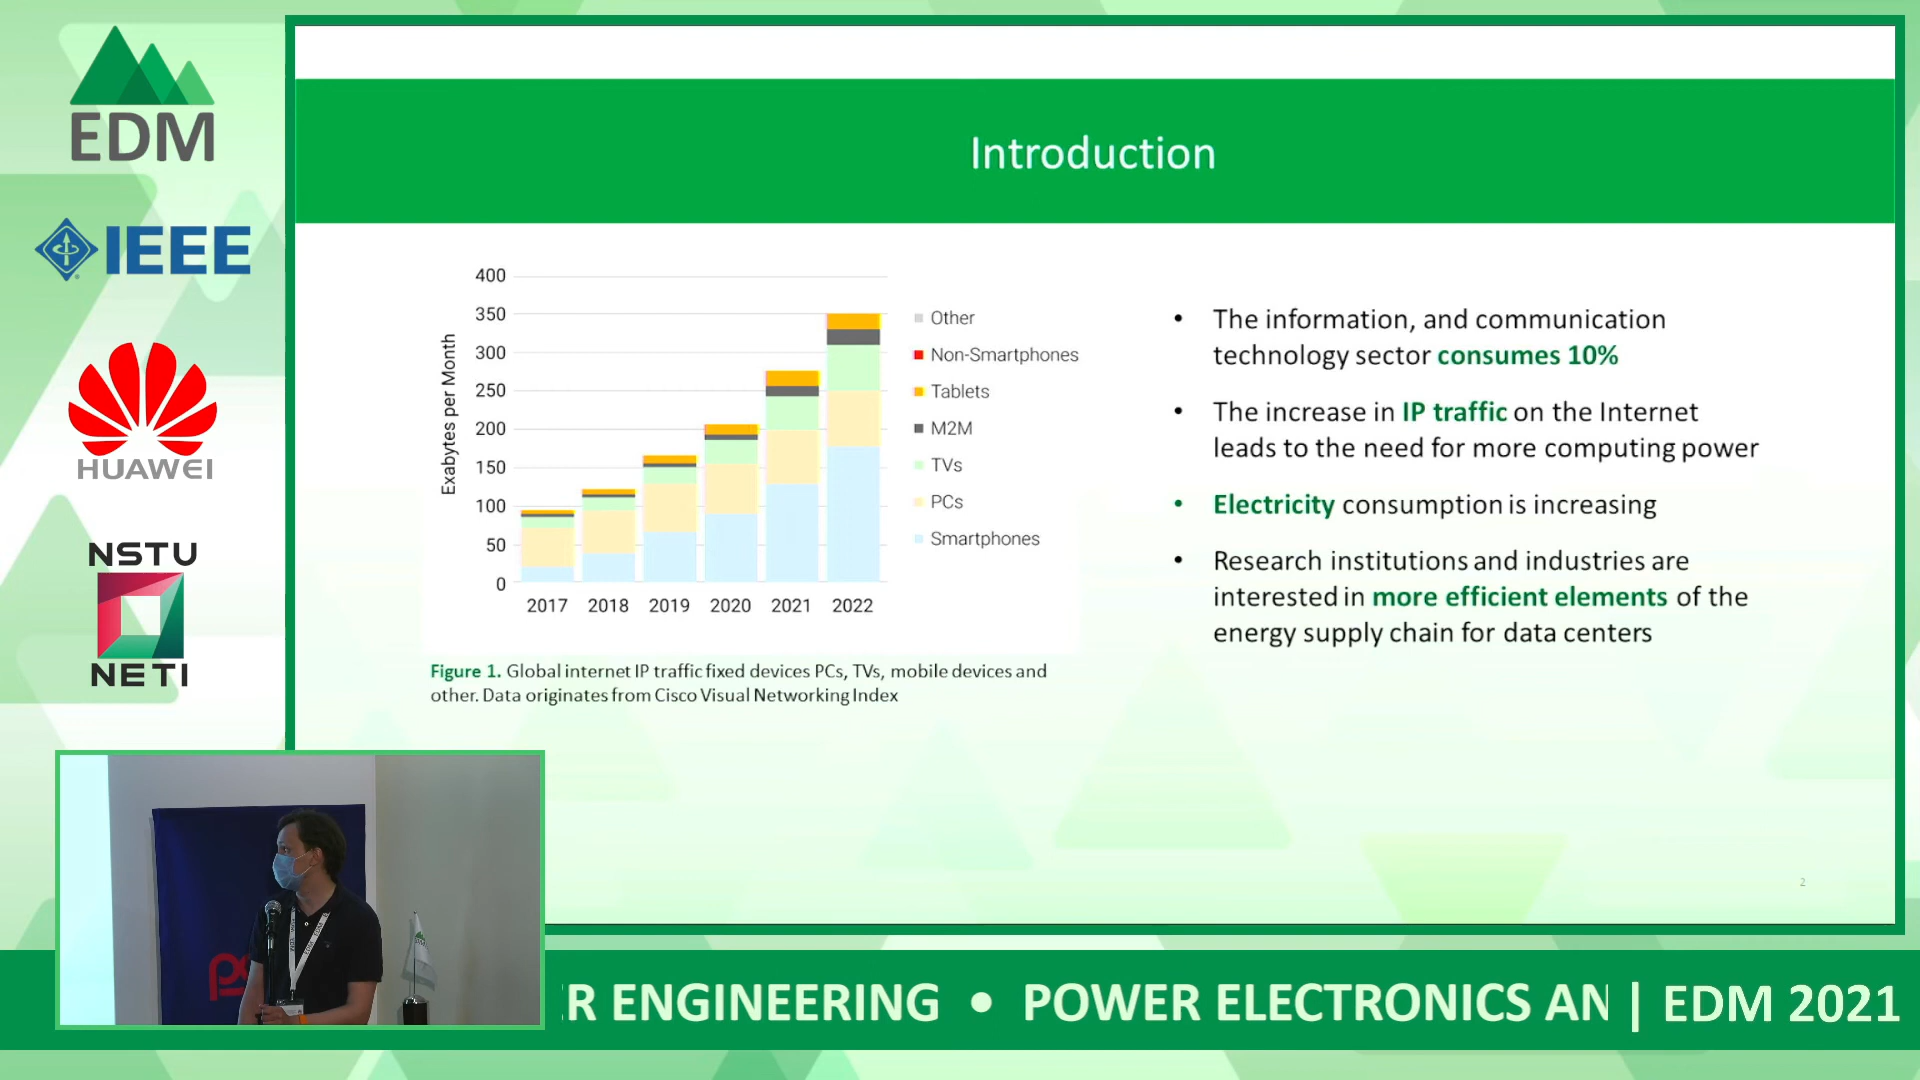 EDM
IEEE
HUAWEI
NSTU
NETI
Introduction
400
350
300
250
200
150
100
50
0
Exabytes per Month
2017 2018 2019 2020 2021 2022
Other
Non-Smartphones
Tablets
M2M
TVs
PCs
Smartphones
Figure 1. Global internet IP traffic fixed devices PCs, TVs, mobile devices and
other. Data originates from Cisco Visual Networking Index
• The information, and communication
technology sector consumes 10%
• The increase in IP traffic on the Internet
leads to the need for more computing power
• Electricity consumption is increasing
• Research institutions and industries are
interested in more efficient elements of the
energy supply chain for data centers
2
EDM
R ENGINEERING • POWER ELECTRONICS AN | EDM 2021